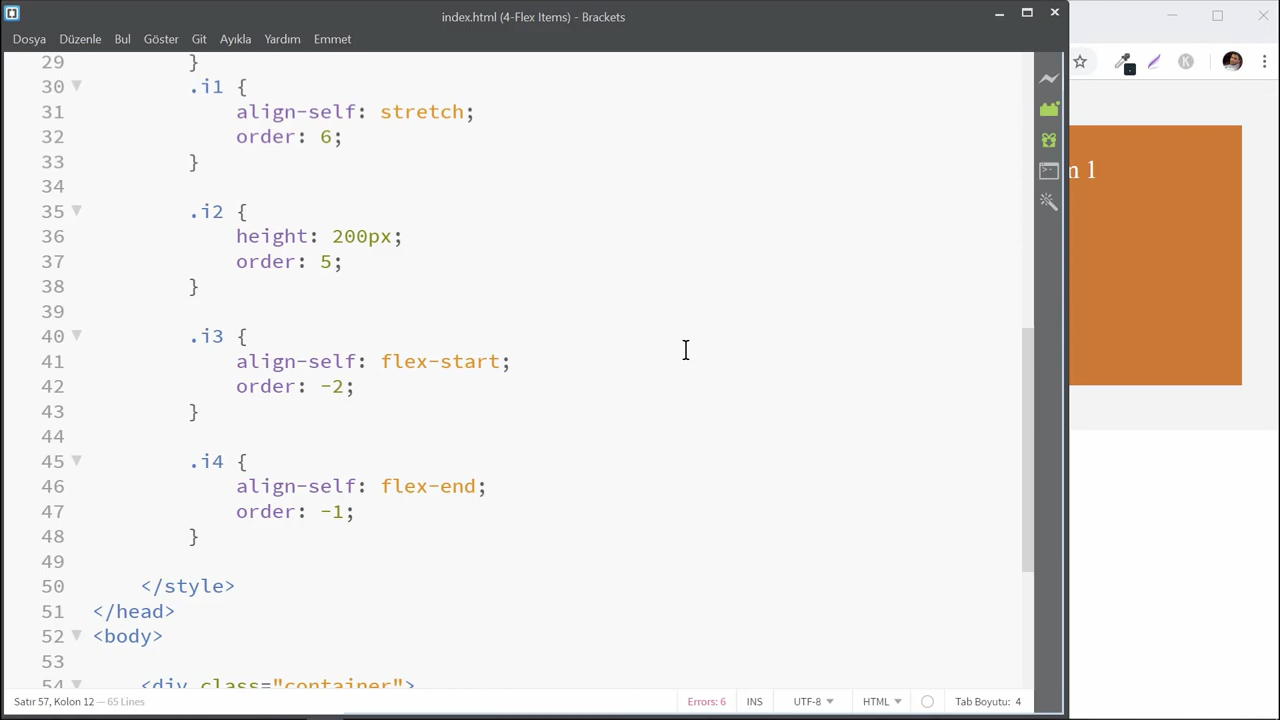 index.html (4-Flex Items) - Brackets
Dosya Düzenle Bul Göster Git Ayıkla Yardım Emmet
29 }
30 .i1 {
31 align-self: stretch;
32 order: 6;
33 }
34
35 .i2 {
36 height: 200px;
37 order: 5;
38 }
39
40 .i3 {
41 align-self: flex-start;
42 order: -2;
43 }
44
45 .i4 {
46 align-self: flex-end;
47 order: -1;
48 }
49
50 </style>
51 </head>
52 <body>
53
54 <div class="container">
m 1
K
Satır 57, Kolon 12 — 65 Lines
Errors: 6 INS UTF-8 HTML Tab Boyutu: 4